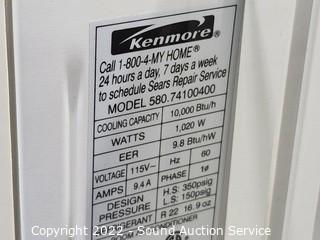 Kenmore
Call 1-800-4-MY HOME®
24 hours a day, 7 days a week
to schedule Sears Repair Service
MODEL 580.74100400
COOLING CAPACITY 10,000 Btu/h
WATTS 1,020 W
EER 9.8 Btu/hW
VOLTAGE 115V~ Hz 60
AMPS 9.4 A PHASE 1ø
DESIGN PRESSURE H.S: 350psig L.S: 150psig
R 22 16.9 oz
ROOM
Copyright 2022 - Sound Auction Service